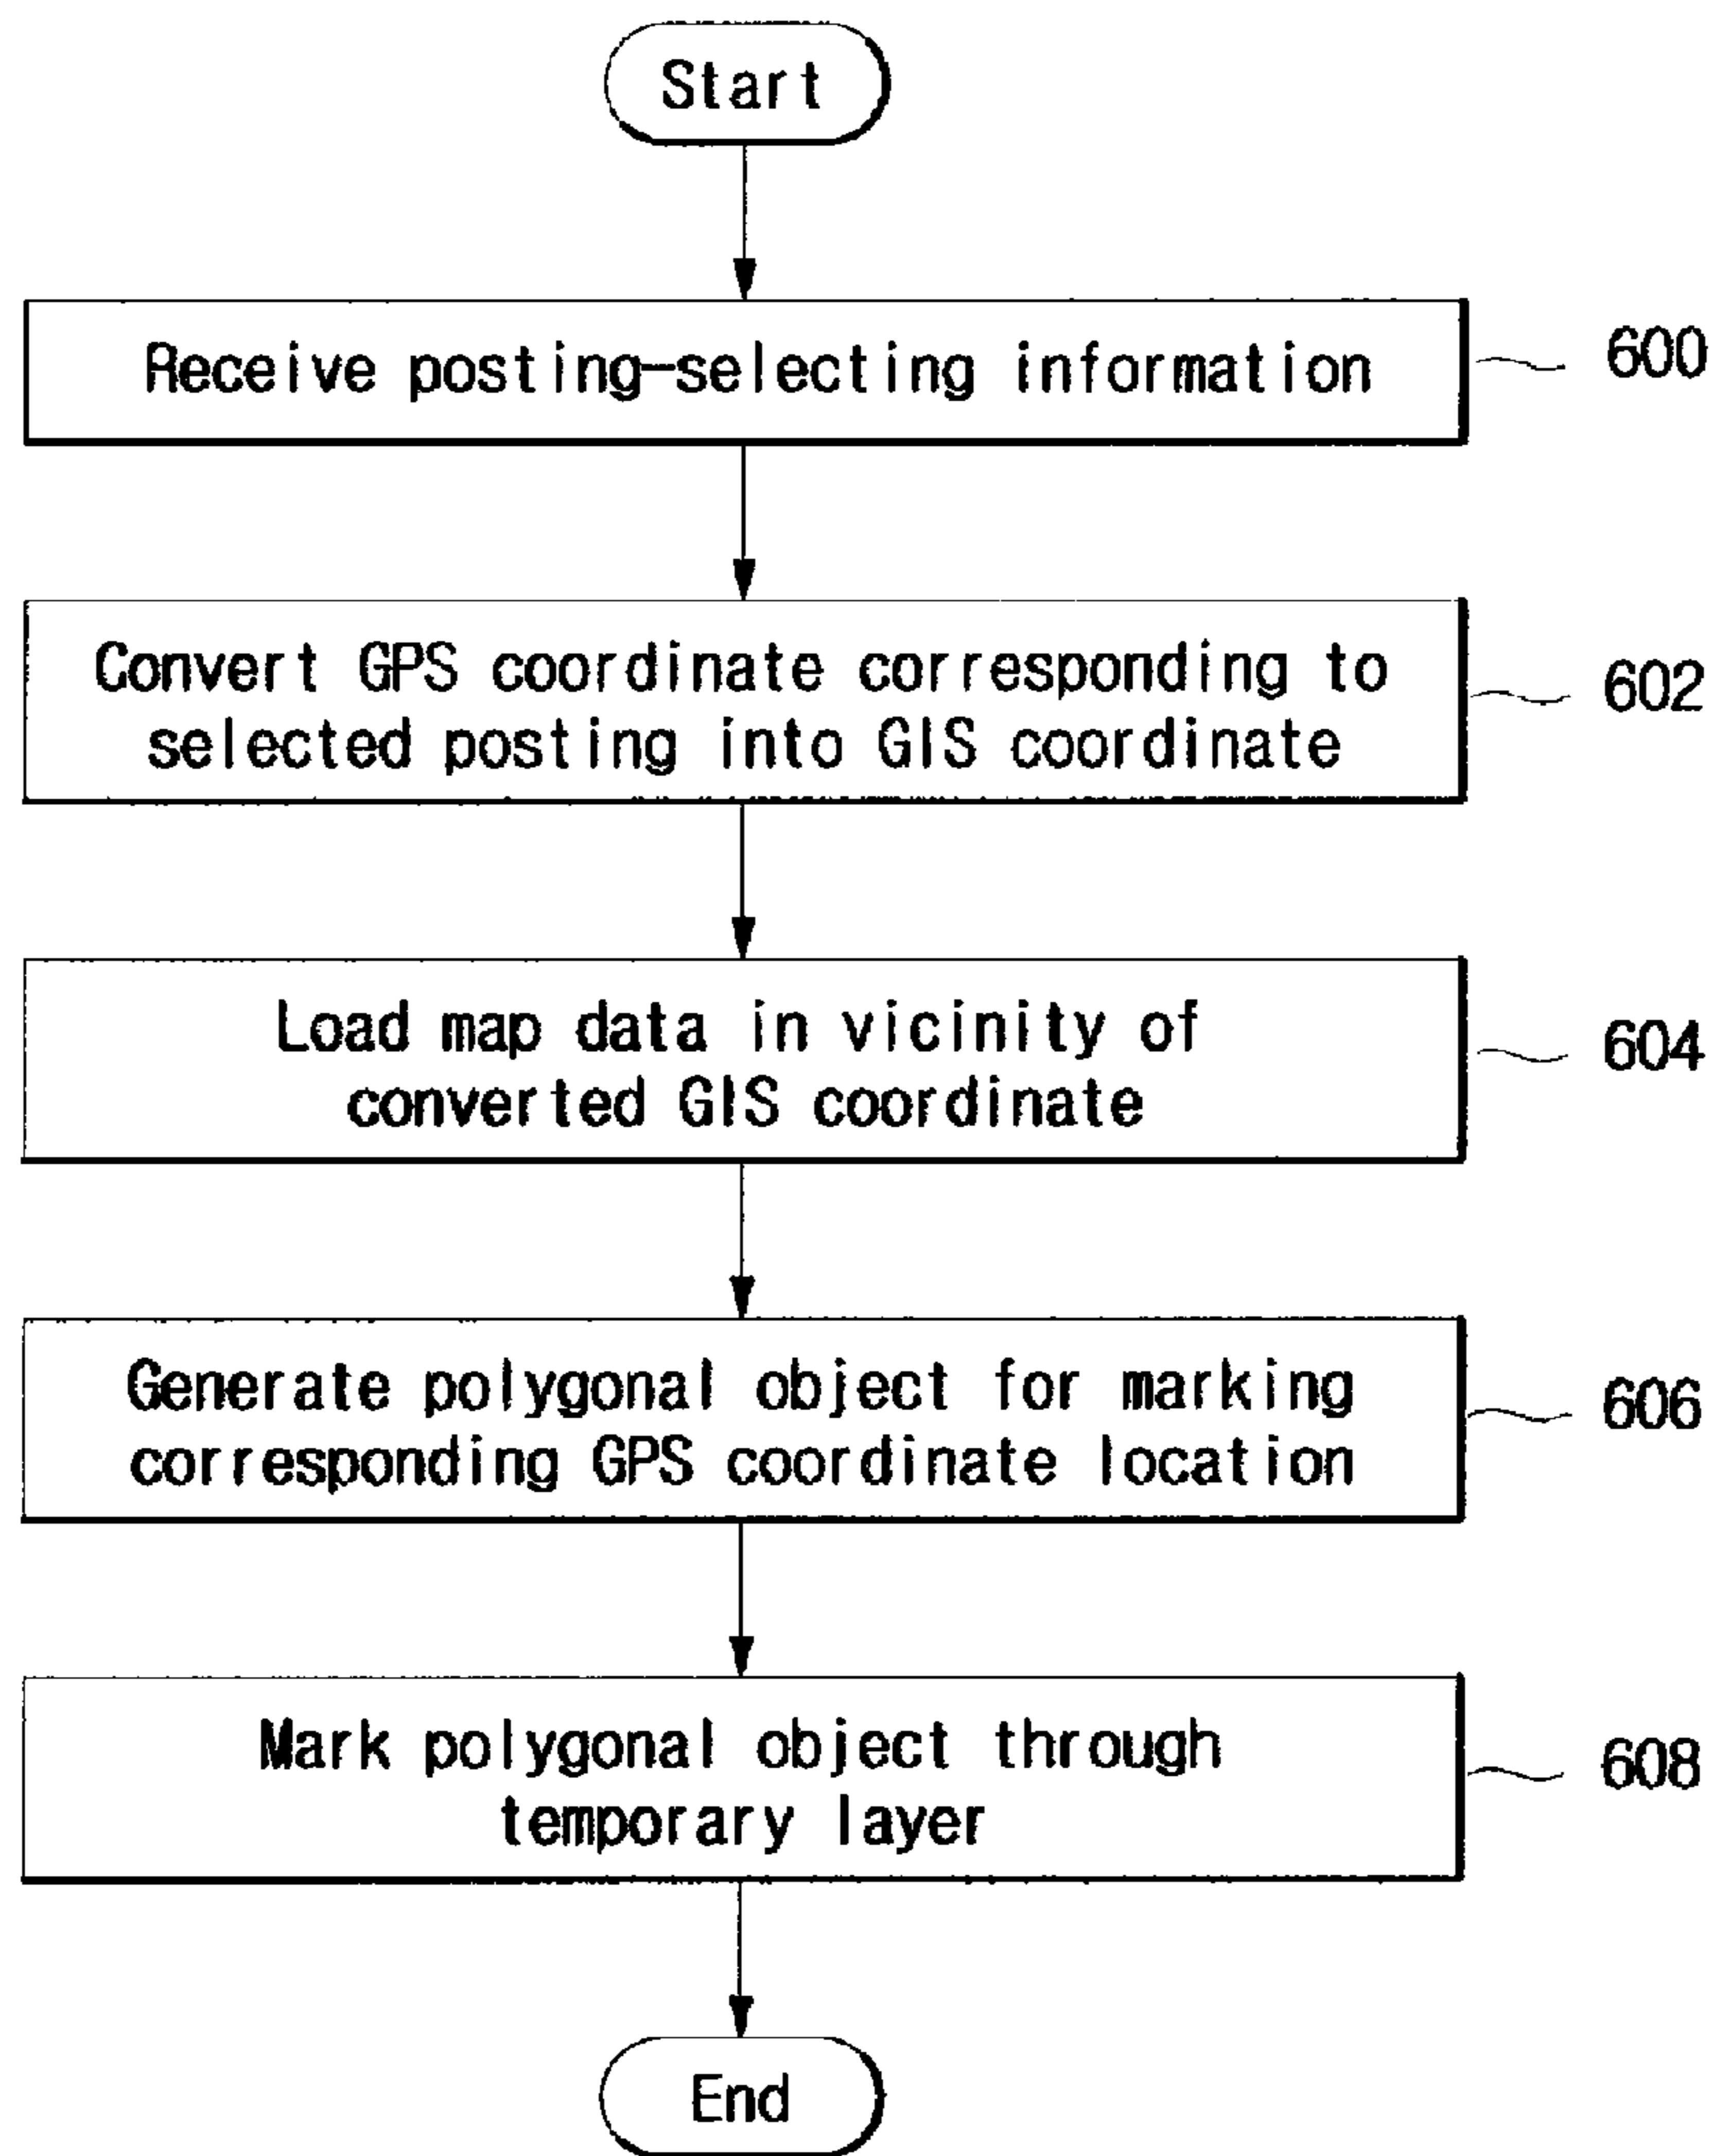 Start
Receive posting-selecting information
600
Convert GPS coordinate corresponding to
selected posting into GIS coordinate
602
Load map data in vicinity of
converted GIS coordinate
604
Generate polygonal object for marking
corresponding GPS coordinate location
606
Mark polygonal object through
temporary layer
608
End